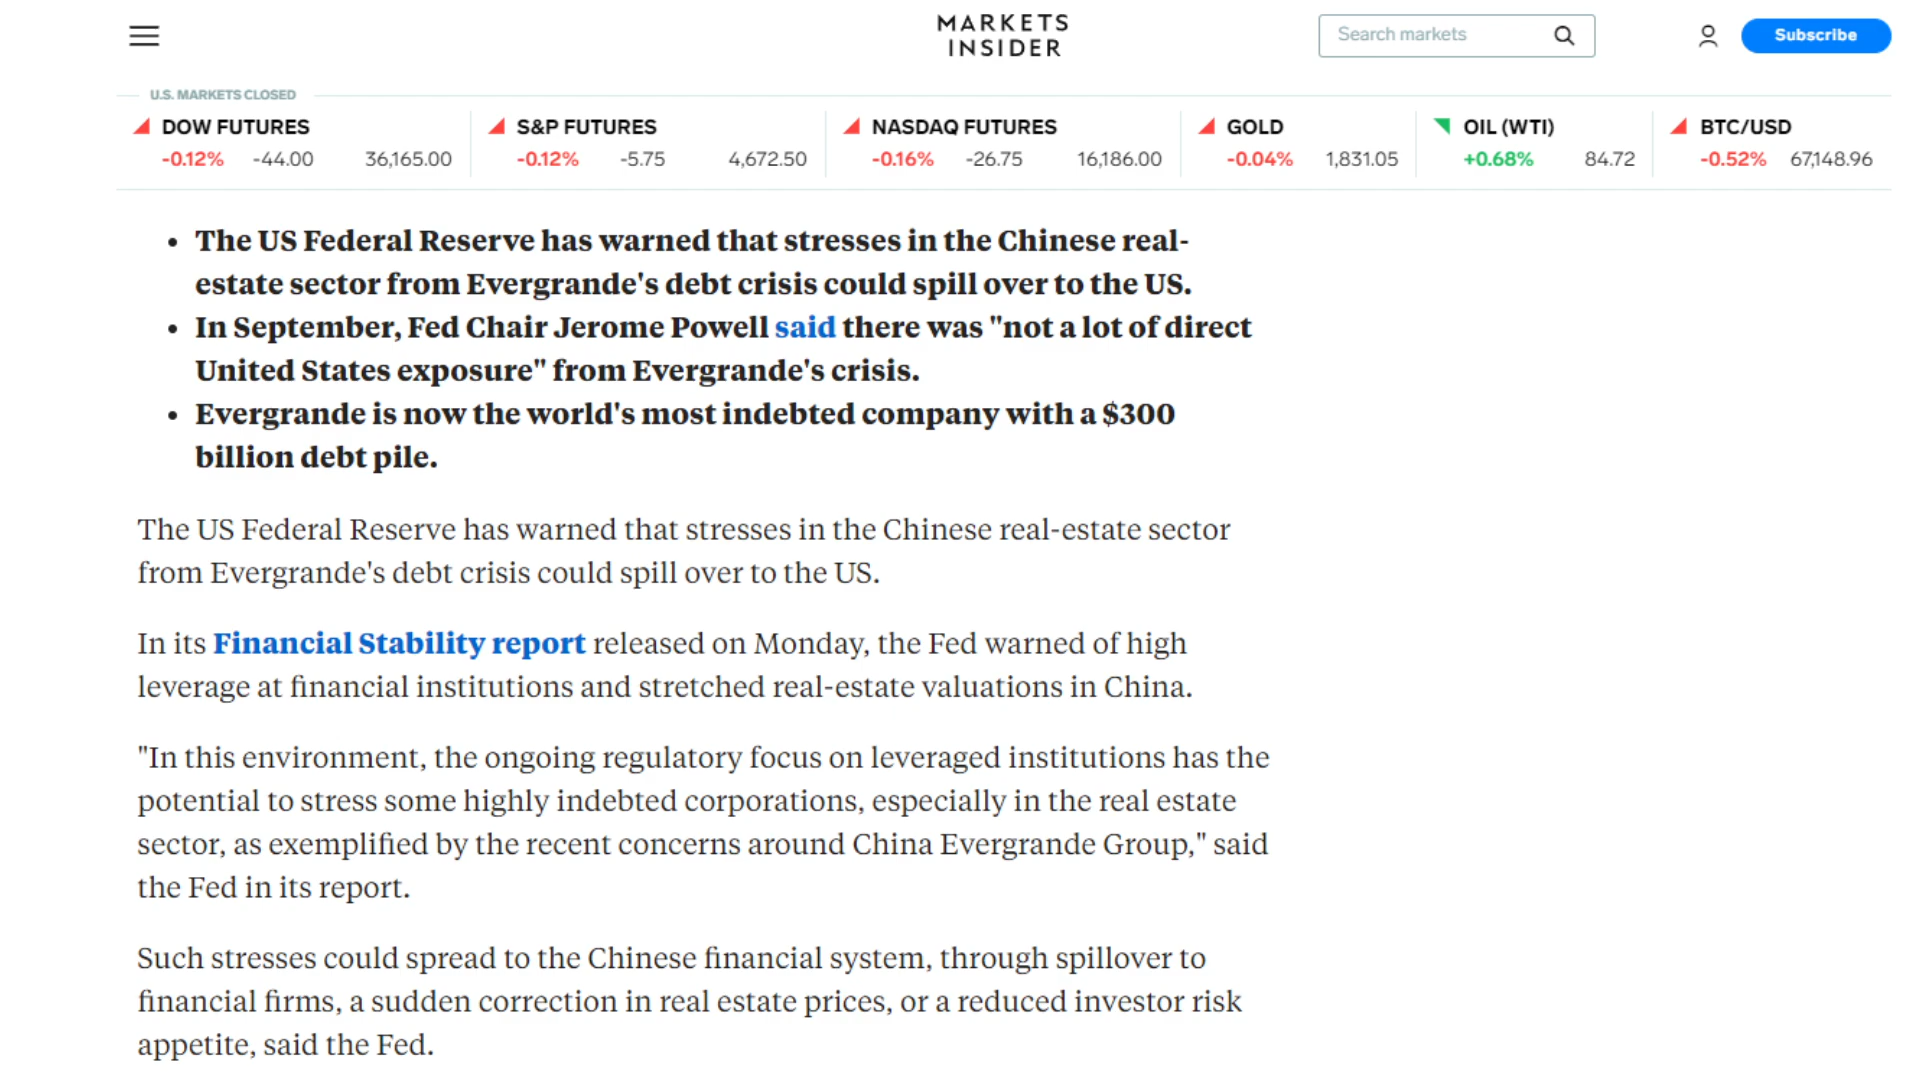 MARKETS
INSIDER
Search markets
Subscribe
U.S. MARKETS CLOSED
DOW FUTURES
-0.12% -44.00 36,165.00
S&P FUTURES
-0.12% -5.75 4,672.50
NASDAQ FUTURES
-0.16% -26.75 16,186.00
GOLD
-0.04% 1,831.05
OIL (WTI)
+0.68% 84.72
BTC/USD
-0.52% 67,148.96
• The US Federal Reserve has warned that stresses in the Chinese real-
estate sector from Evergrande's debt crisis could spill over to the US.
• In September, Fed Chair Jerome Powell said there was "not a lot of direct
United States exposure" from Evergrande's crisis.
• Evergrande is now the world's most indebted company with a $300
billion debt pile.
The US Federal Reserve has warned that stresses in the Chinese real-estate sector
from Evergrande's debt crisis could spill over to the US.
In its Financial Stability report released on Monday, the Fed warned of high
leverage at financial institutions and stretched real-estate valuations in China.
"In this environment, the ongoing regulatory focus on leveraged institutions has the
potential to stress some highly indebted corporations, especially in the real estate
sector, as exemplified by the recent concerns around China Evergrande Group," said
the Fed in its report.
Such stresses could spread to the Chinese financial system, through spillover to
financial firms, a sudden correction in real estate prices, or a reduced investor risk
appetite, said the Fed.